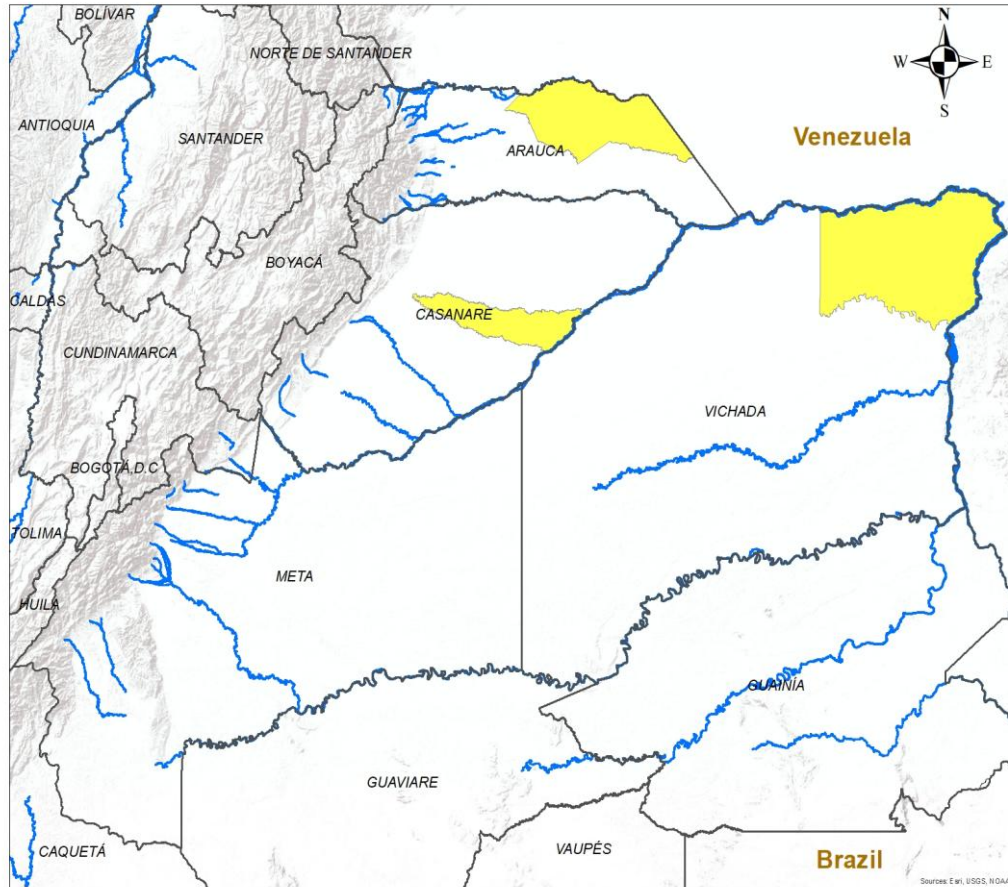 BOLÍVAR
NORTE DE SANTANDER
N
W
E
S
ANTIOQUIA
SANTANDER
Venezuela
ARAUCA
BOYACÁ
CALDAS
CASANARE
CUNDINAMARCA
VICHADA
BOGOTÁ D.C
TOLIMA
META
HUILA
GUAINÍA
GUAVIARE
CAQUETÁ
VAUPÉS
Brazil
Sources: Esri, USGS, NOAA